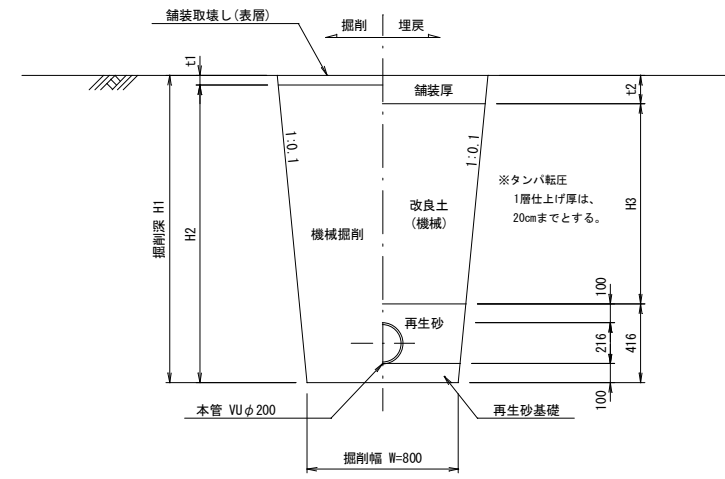 舗装取壊し(表層)
掘削 埋戻
t1
t2
舗装厚
1:0.1
1:0.1
※タンパ転圧
1層仕上げ厚は、
20cmまでとする。
改良土
(機械)
機械掘削
掘削深 H1
H2
H3
再生砂
100
216
416
100
本管 VUφ200
再生砂基礎
掘削幅 W=800